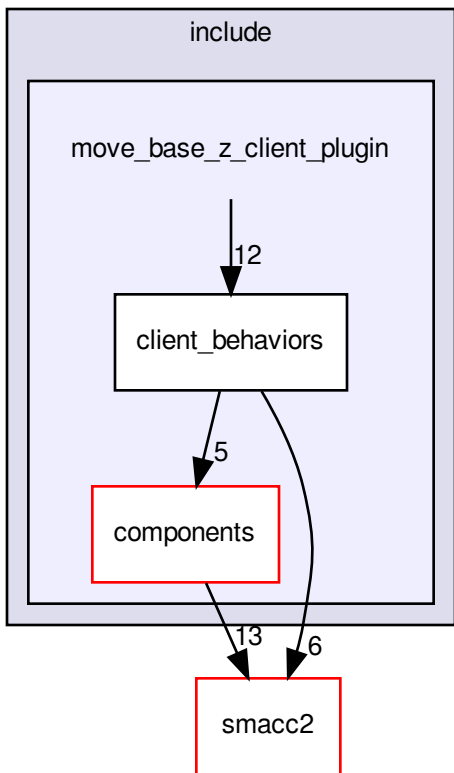 include
move_base_z_client_plugin
12
client_behaviors
5
components
13
6
smacc2